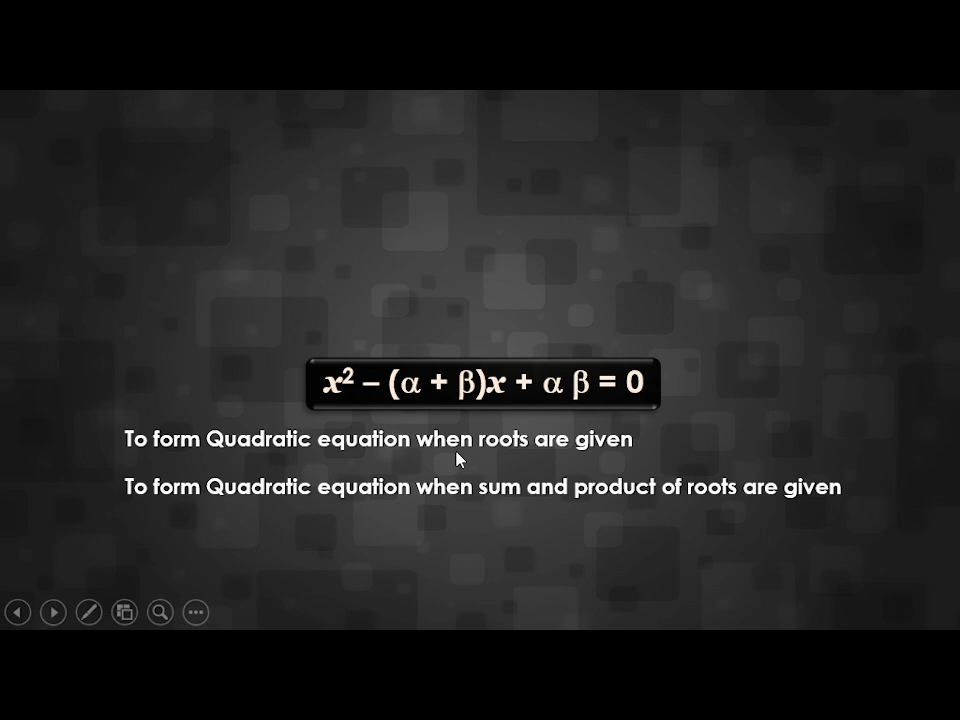 x² – (α + β)x + α β = 0
To form Quadratic equation when roots are given
To form Quadratic equation when sum and product of roots are given